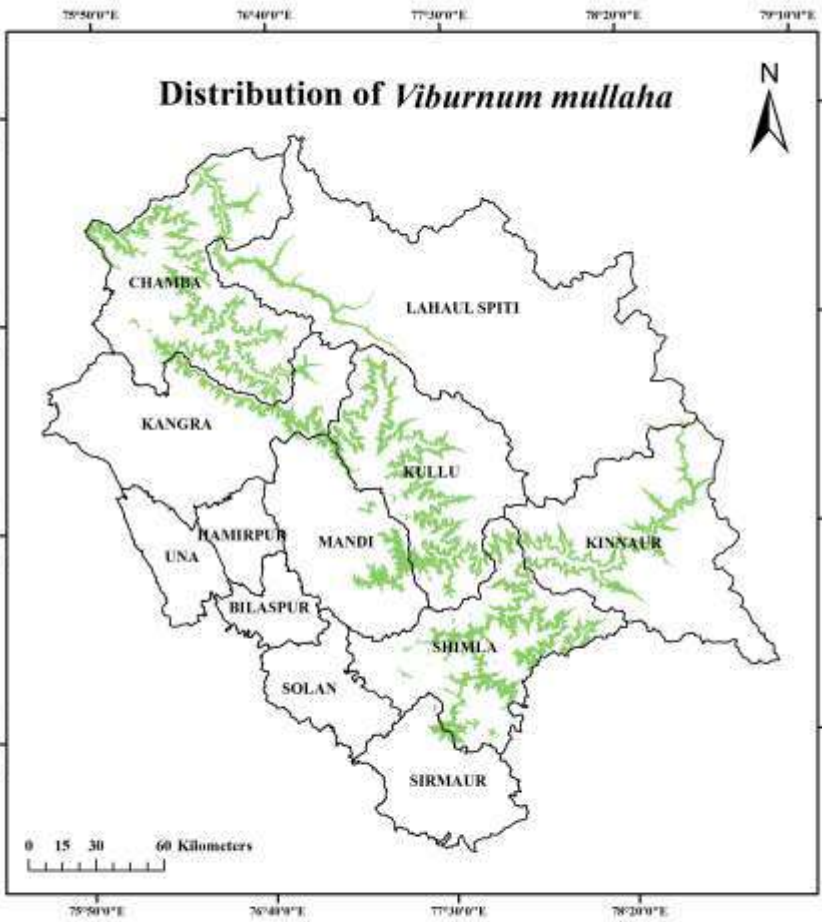 75°50'0"E 76°40'0"E 77°30'0"E 78°20'0"E 79°10'0"E
Distribution of Viburnum mullaha
N
CHAMBA
LAHAUL SPITI
KANGRA
KULLU
HAMIRPUR
UNA
MANDI
KINNAUR
BILASPUR
SHIMLA
SOLAN
SIRMAUR
0 15 30 60 Kilometers
75°50'0"E 76°40'0"E 77°30'0"E 78°20'0"E